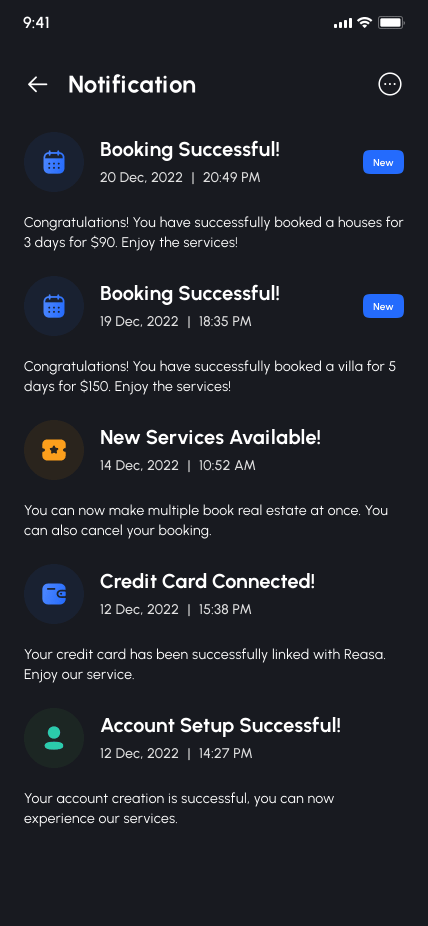 9:41
Notification
Booking Successful!
20 Dec, 2022 | 20:49 PM
New
Congratulations! You have successfully booked a houses for
3 days for $90. Enjoy the services!
Booking Successful!
19 Dec, 2022 | 18:35 PM
New
Congratulations! You have successfully booked a villa for 5
days for $150. Enjoy the services!
New Services Available!
14 Dec, 2022 | 10:52 AM
You can now make multiple book real estate at once. You
can also cancel your booking.
Credit Card Connected!
12 Dec, 2022 | 15:38 PM
Your credit card has been successfully linked with Reasa.
Enjoy our service.
Account Setup Successful!
12 Dec, 2022 | 14:27 PM
Your account creation is successful, you can now
experience our services.